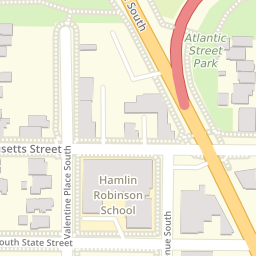 South
Atlantic
Street
Park
setts Street
Valentine Place South
Hamlin
Robinson
School
outh State Street
nue South